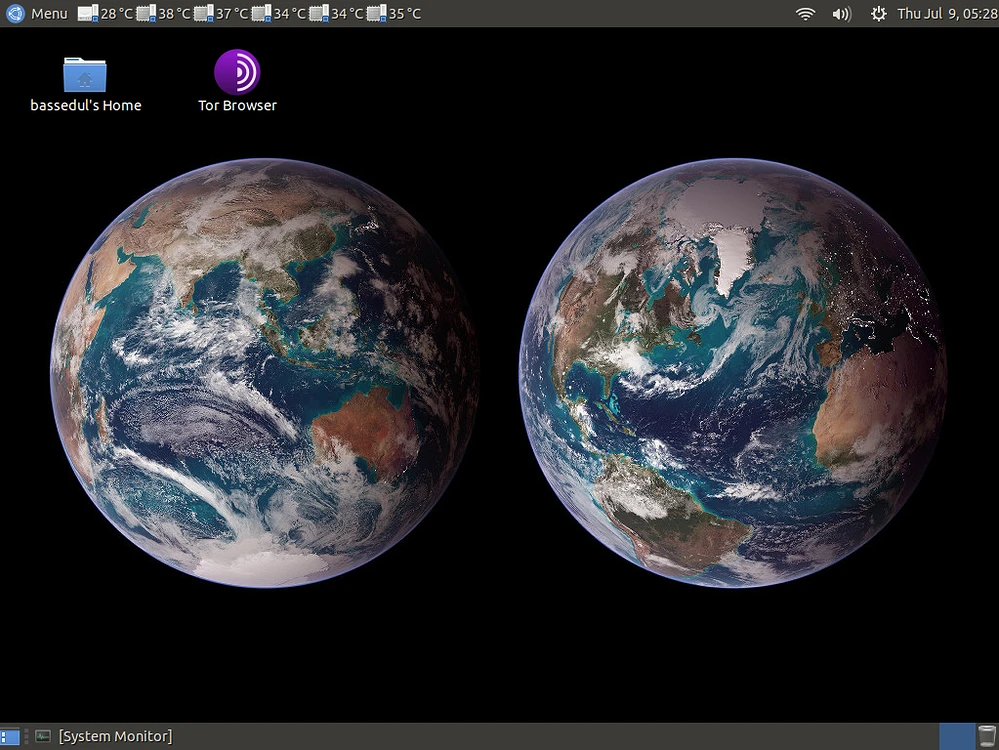 Menu 28 °C 38 °C 37 °C 34 °C 34 °C 35 °C Thu Jul 9, 05:28
bassedul's Home Tor Browser
[System Monitor]